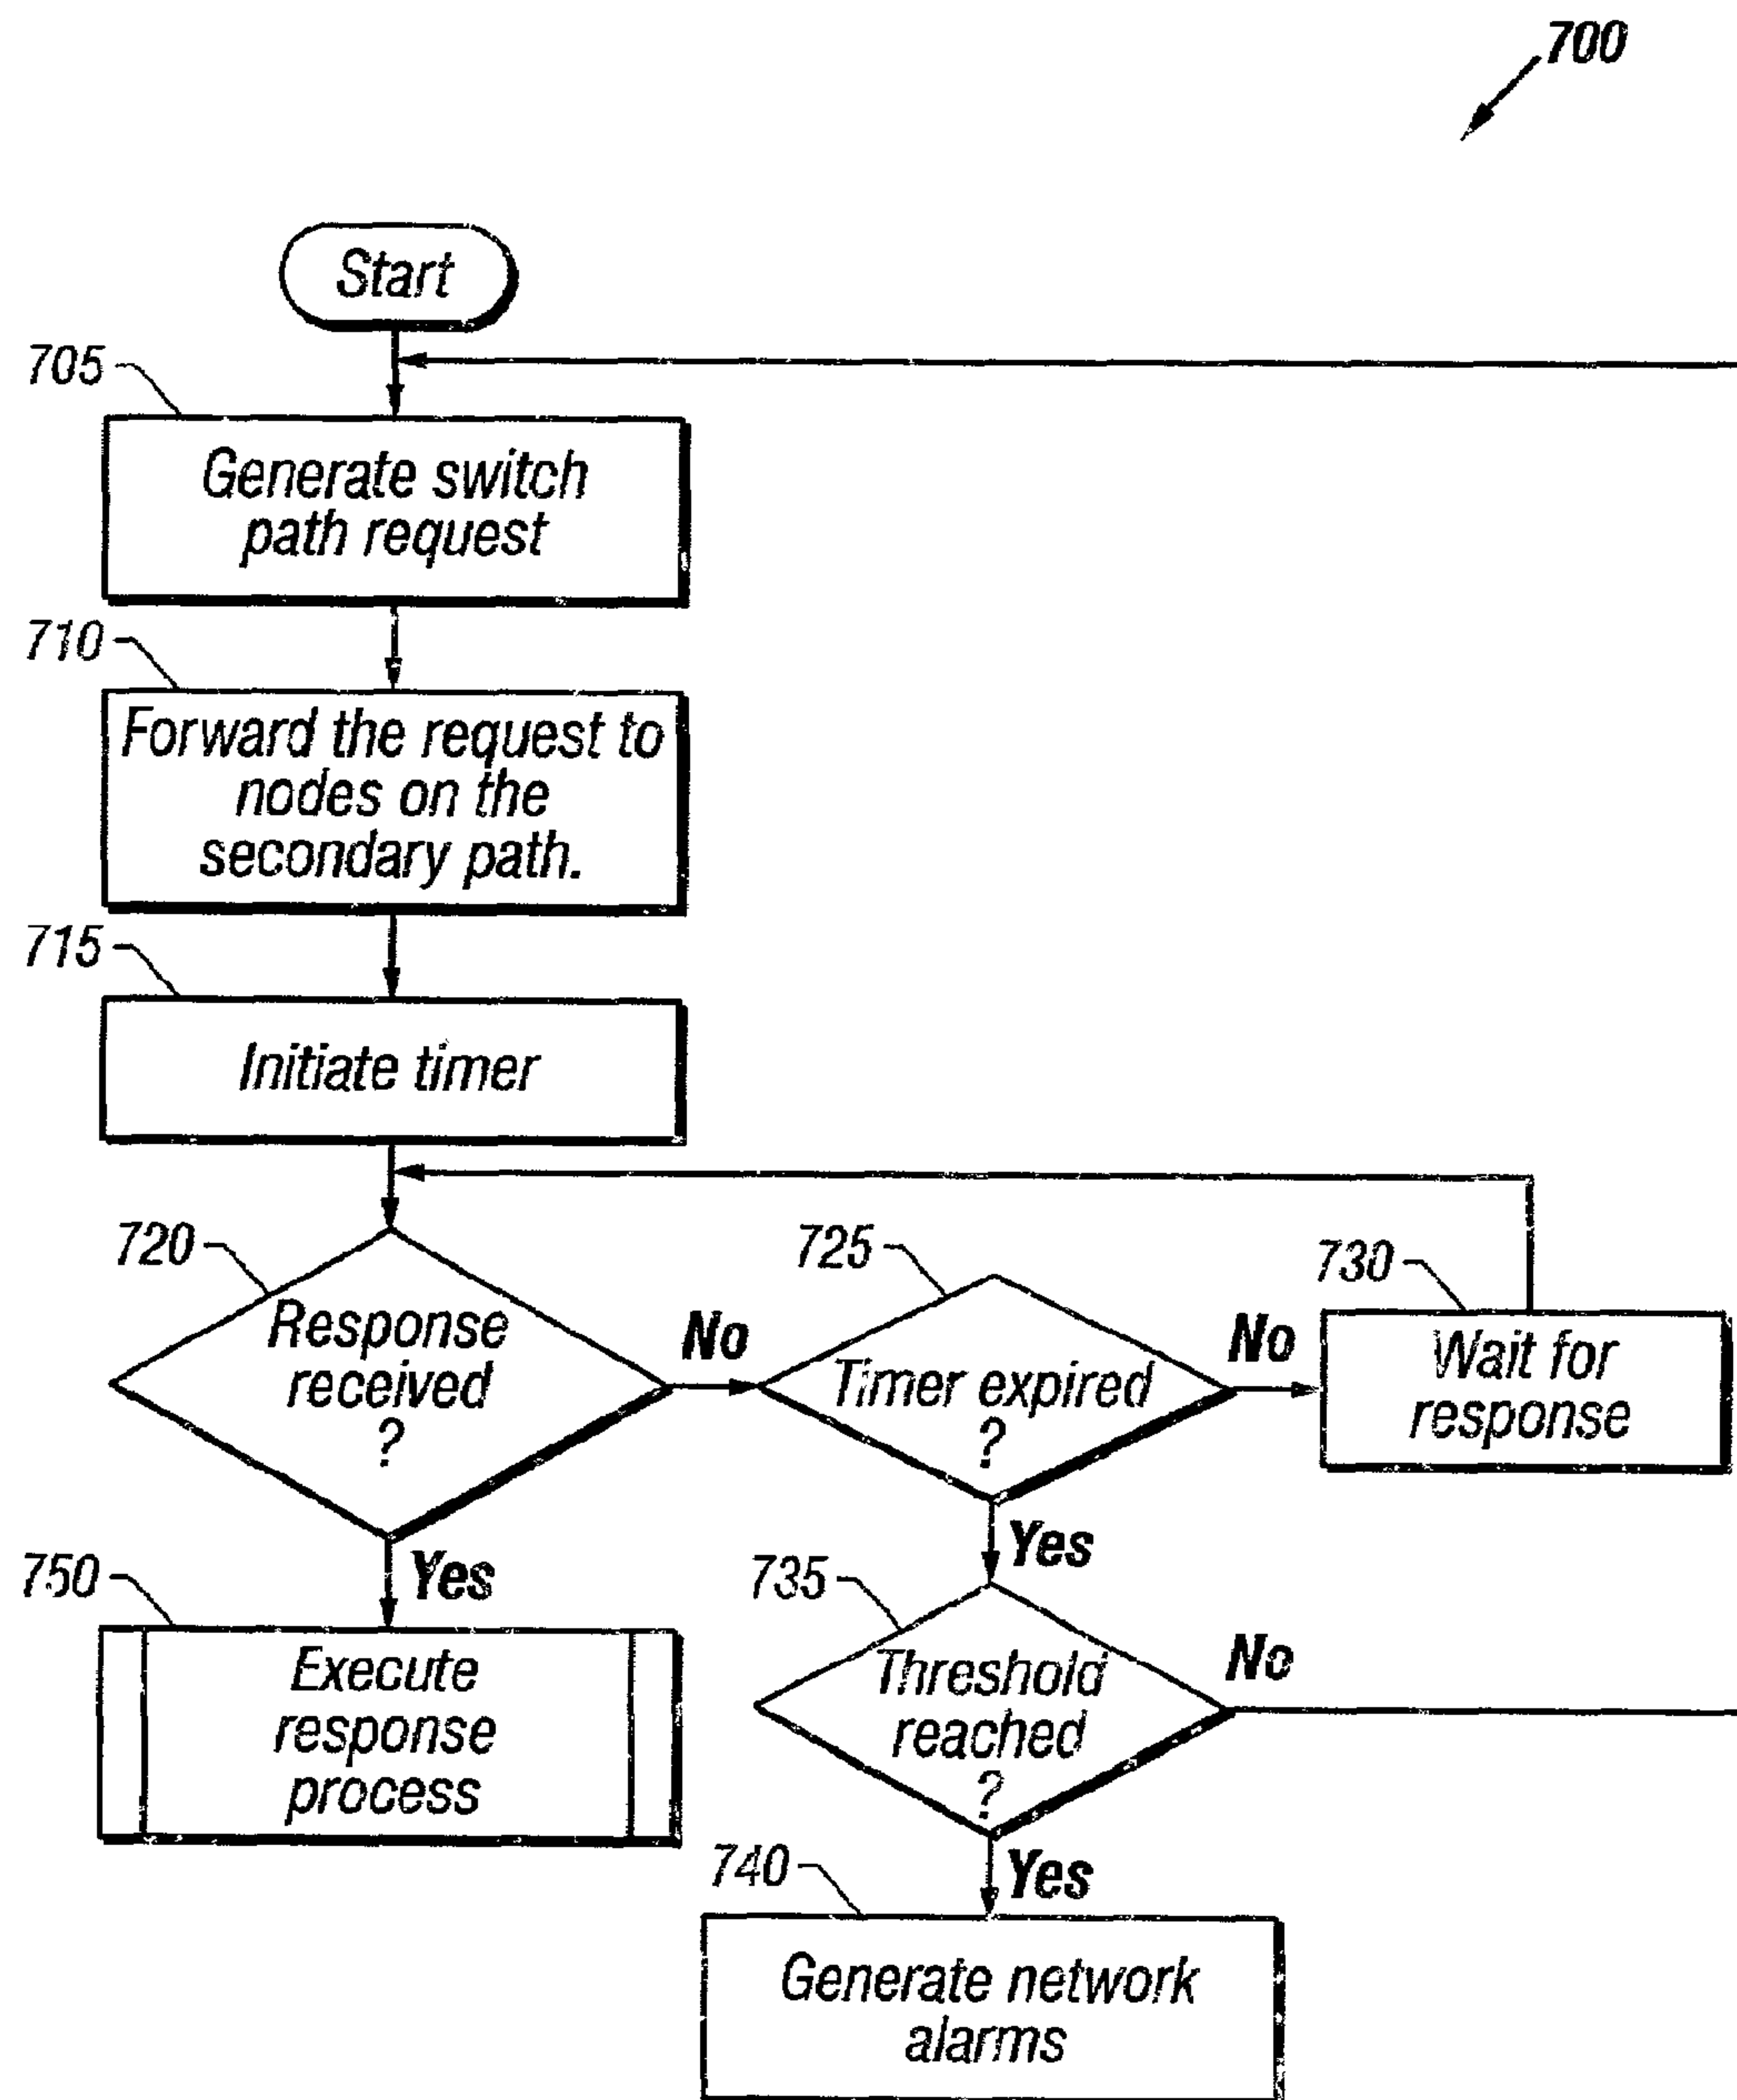 700
Start
705
Generate switch
path request
710
Forward the request to
nodes on the
secondary path.
715
Initiate timer
720
Response
received
?
No
725
Timer expired
?
No
730
Wait for
response
Yes
750
Execute
response
process
Yes
735
Threshold
reached
?
No
Yes
740
Generate network
alarms